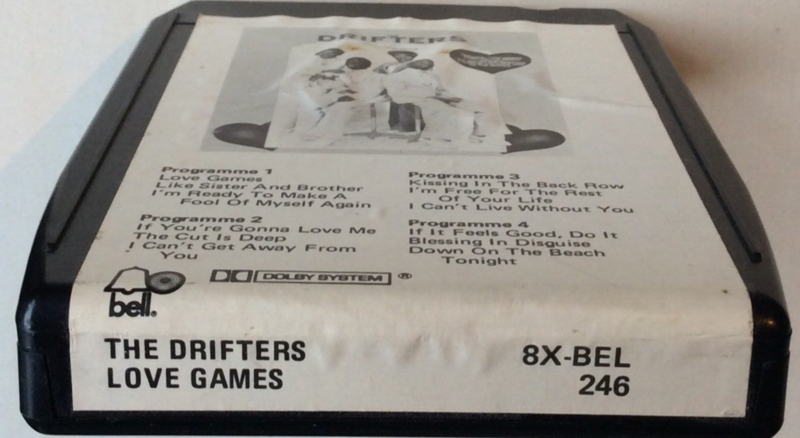 DRIFTERS
Programme 1
Love Games
Like Sister And Brother
I'm Ready To Make A
Fool Of Myself Again
Programme 2
If You're Gonna Love Me
The Cut Is Deep
I Can't Get Away From
You
Programme 3
Kissing In The Back Row
I'm Free For The Rest
Of Your Life
I Can't Live Without You
Programme 4
If It Feels Good, Do It
Blessing In Disguise
Down On The Beach
Tonight
DOLBY SYSTEM ®
bell.
THE DRIFTERS
LOVE GAMES
8X-BEL
246